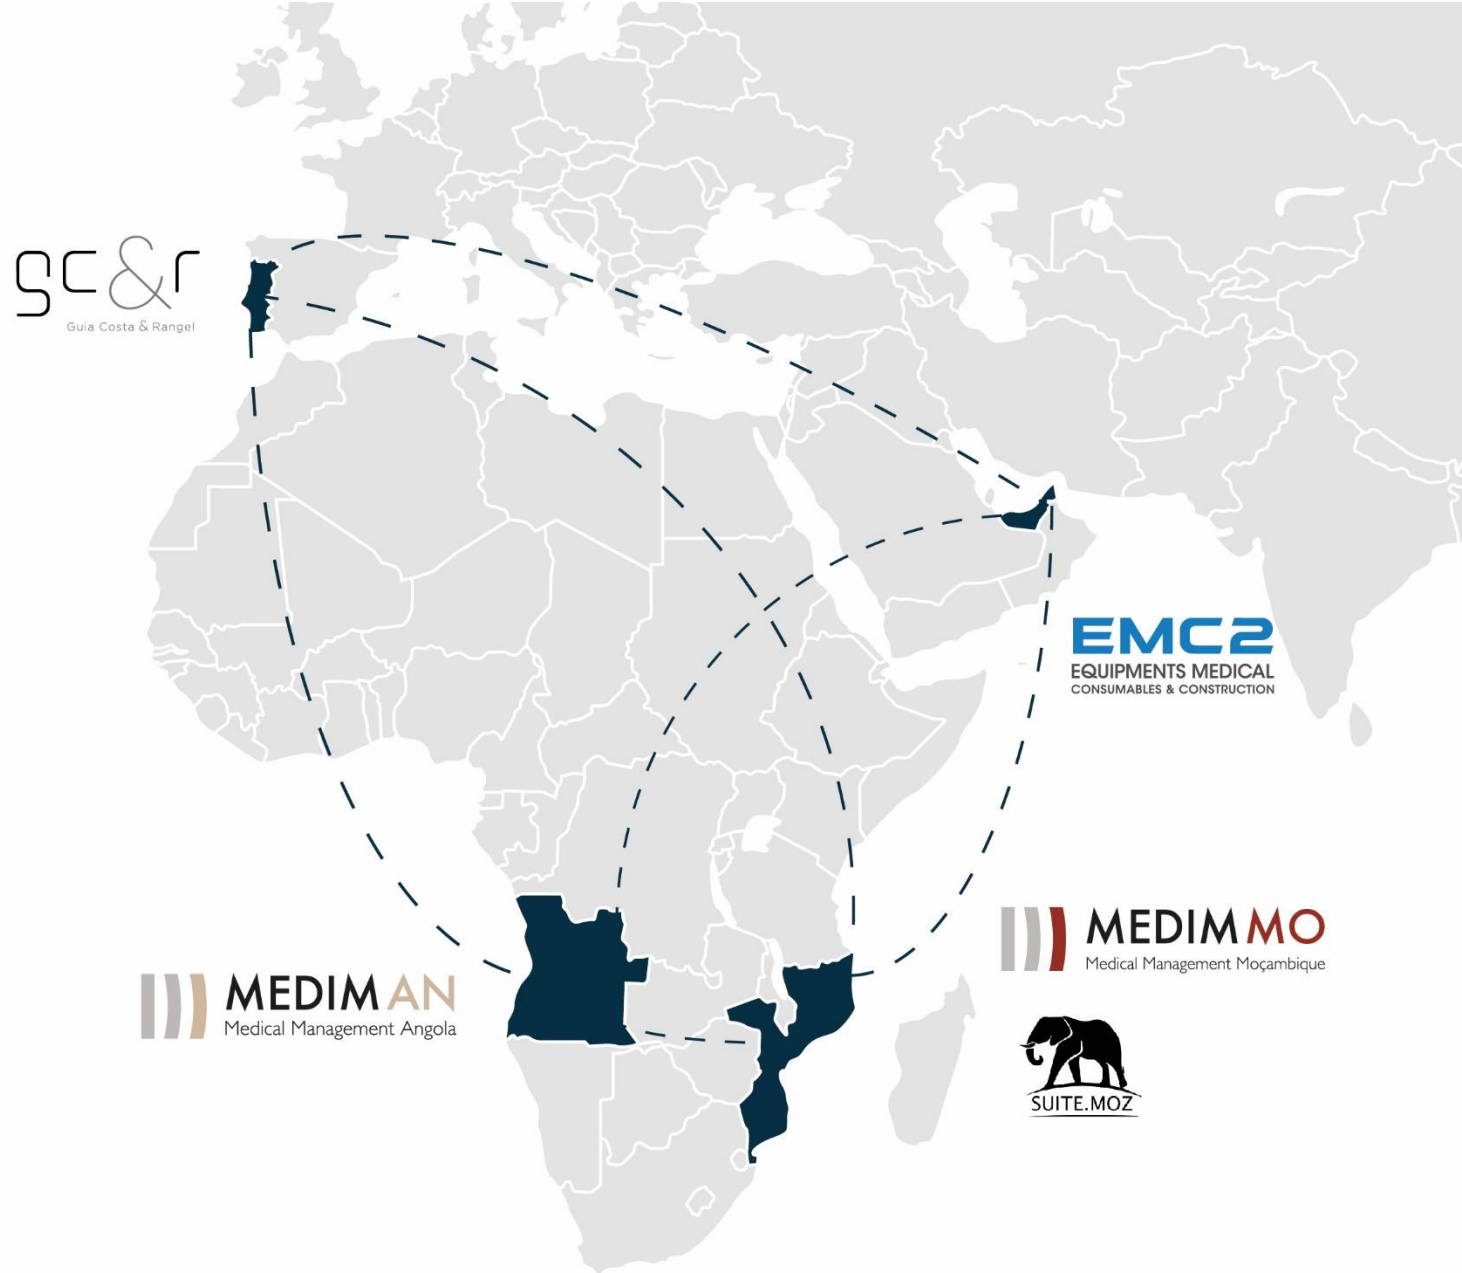 gc&r
Guia Costa & Rangel
EMC2
EQUIPMENTS MEDICAL
CONSUMABLES & CONSTRUCTION
MEDIMMO
Medical Management Moçambique
MEDIMAN
Medical Management Angola
SUITE.MOZ